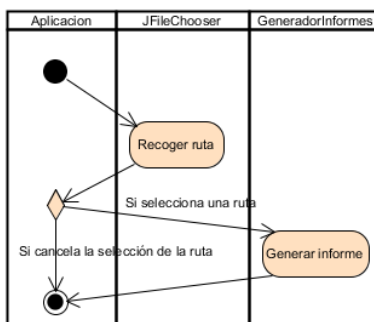 Aplicacion
JFileChooser
GeneradorInformes
Recoger ruta
Si selecciona una ruta
Si cancela la selección de la ruta
Generar informe